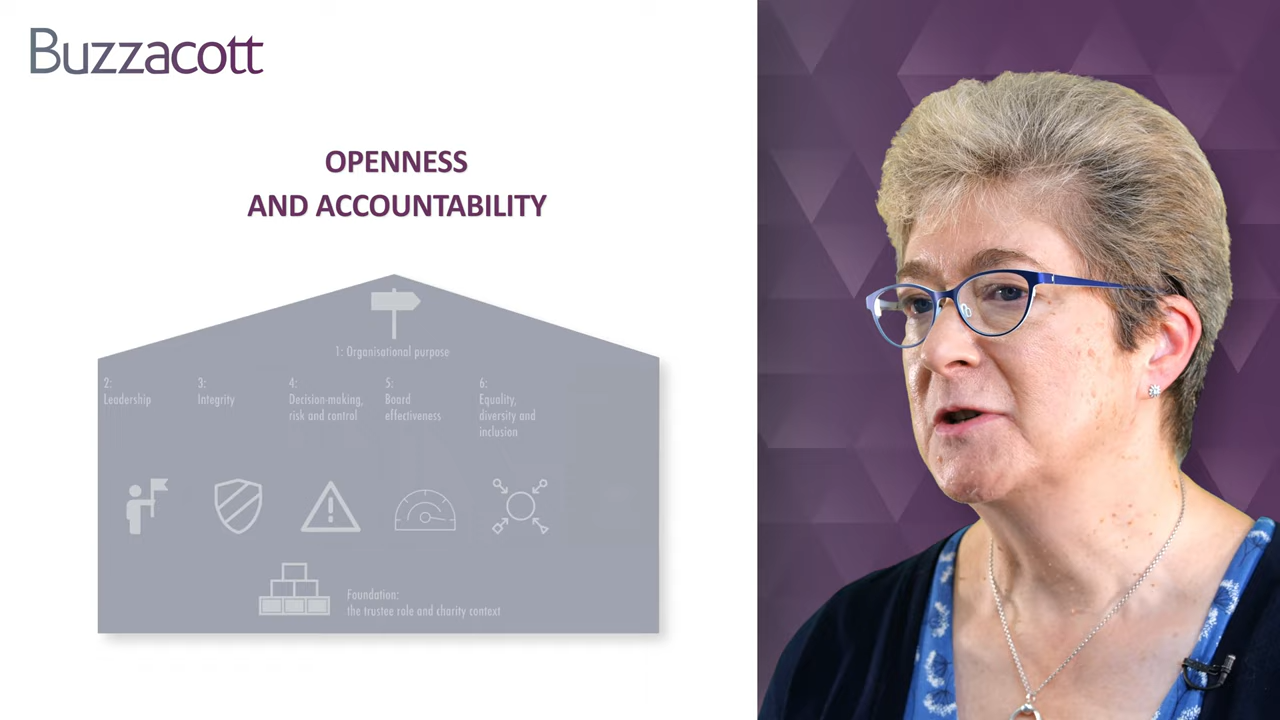 Buzzacott
OPENNESS
AND ACCOUNTABILITY
1: Organisational purpose
2:
Leadership
3:
Integrity
4:
Decision-making,
risk and control
5:
Board
effectiveness
6:
Equality,
diversity and
inclusion
Foundation:
the trustee role and charity context